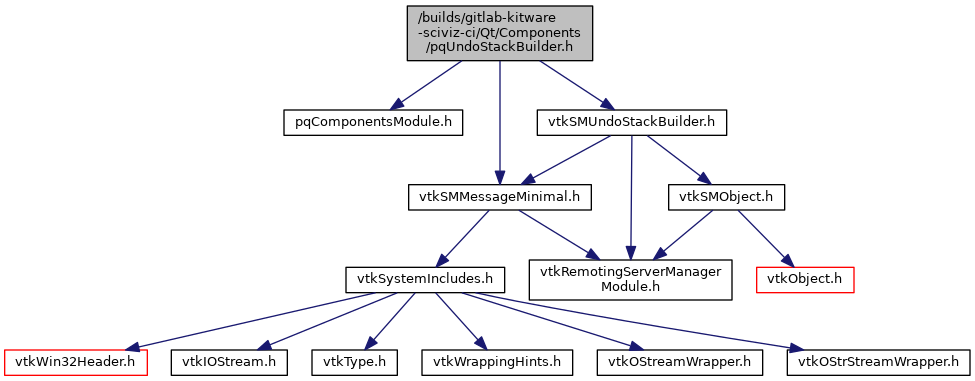 /builds/gitlab-kitware
-sciviz-ci/Qt/Components
/pqUndoStackBuilder.h
pqComponentsModule.h
vtkSMUndoStackBuilder.h
vtkSMMessageMinimal.h
vtkSMObject.h
vtkSystemIncludes.h
vtkRemotingServerManager
Module.h
vtkObject.h
vtkWin32Header.h
vtkIOStream.h
vtkType.h
vtkWrappingHints.h
vtkOStreamWrapper.h
vtkOStrStreamWrapper.h